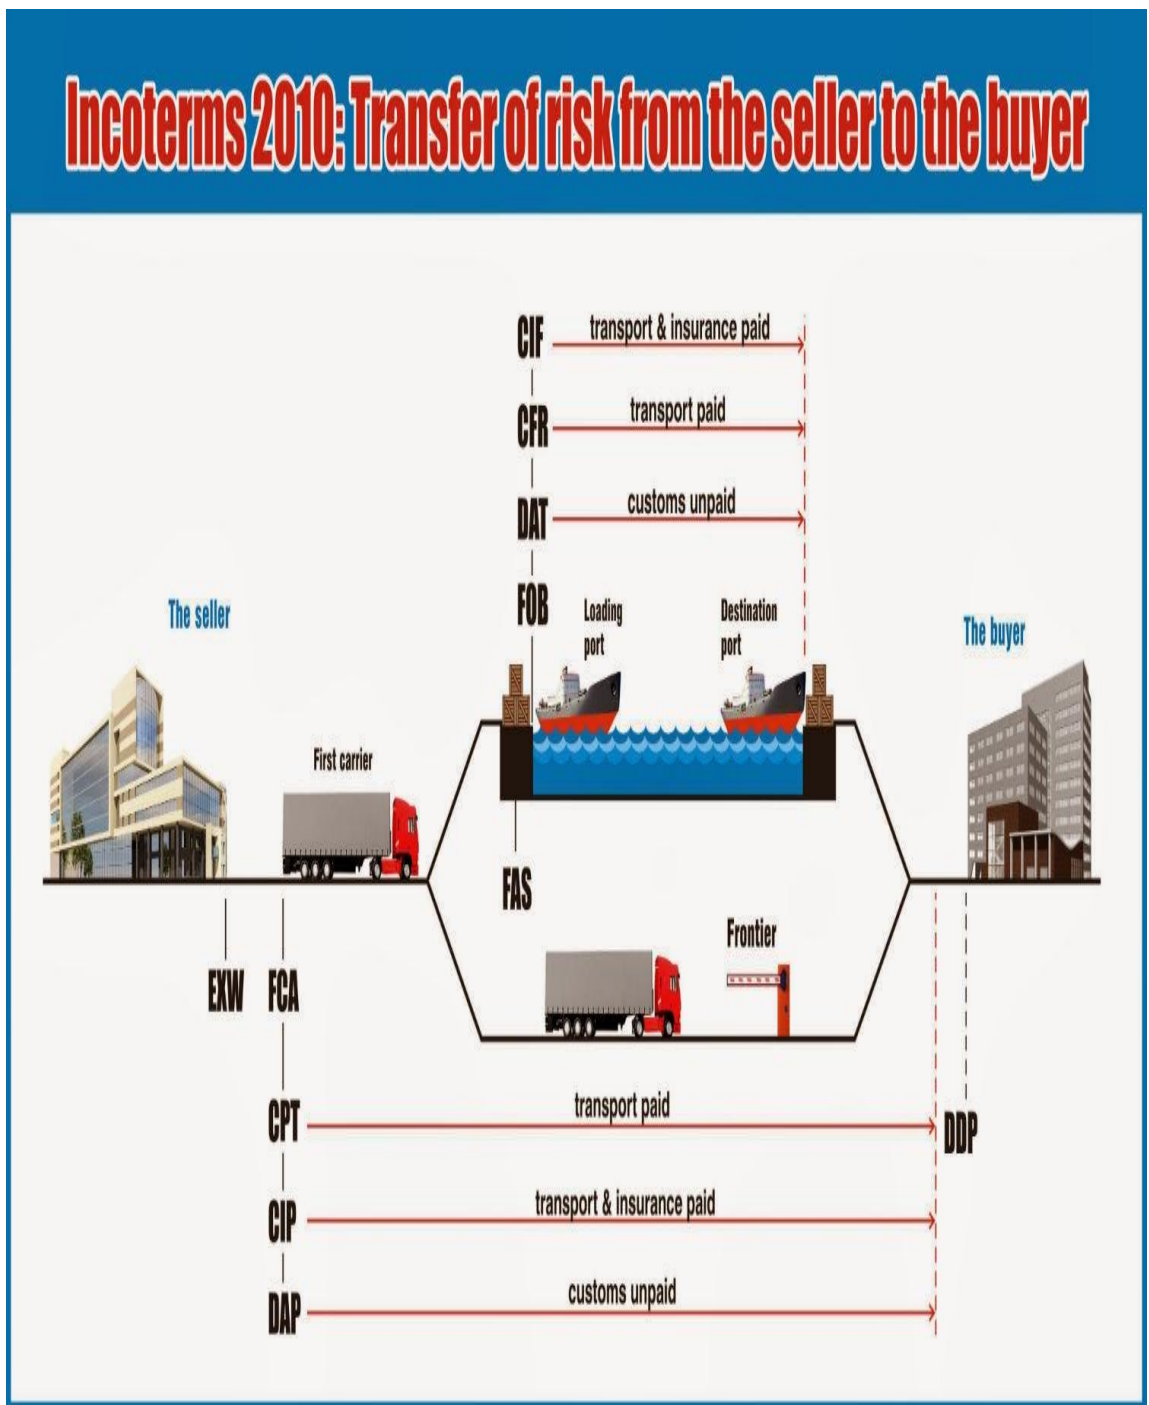 Incoterms 2010: Transfer of risk from the seller to the buyer
CIF transport & insurance paid
CFR transport paid
DAT customs unpaid
FOB
Loading
port
Destination
port
The seller
The buyer
First carrier
FAS
Frontier
EXW
FCA
CPT transport paid
DDP
CIP transport & insurance paid
DAP customs unpaid